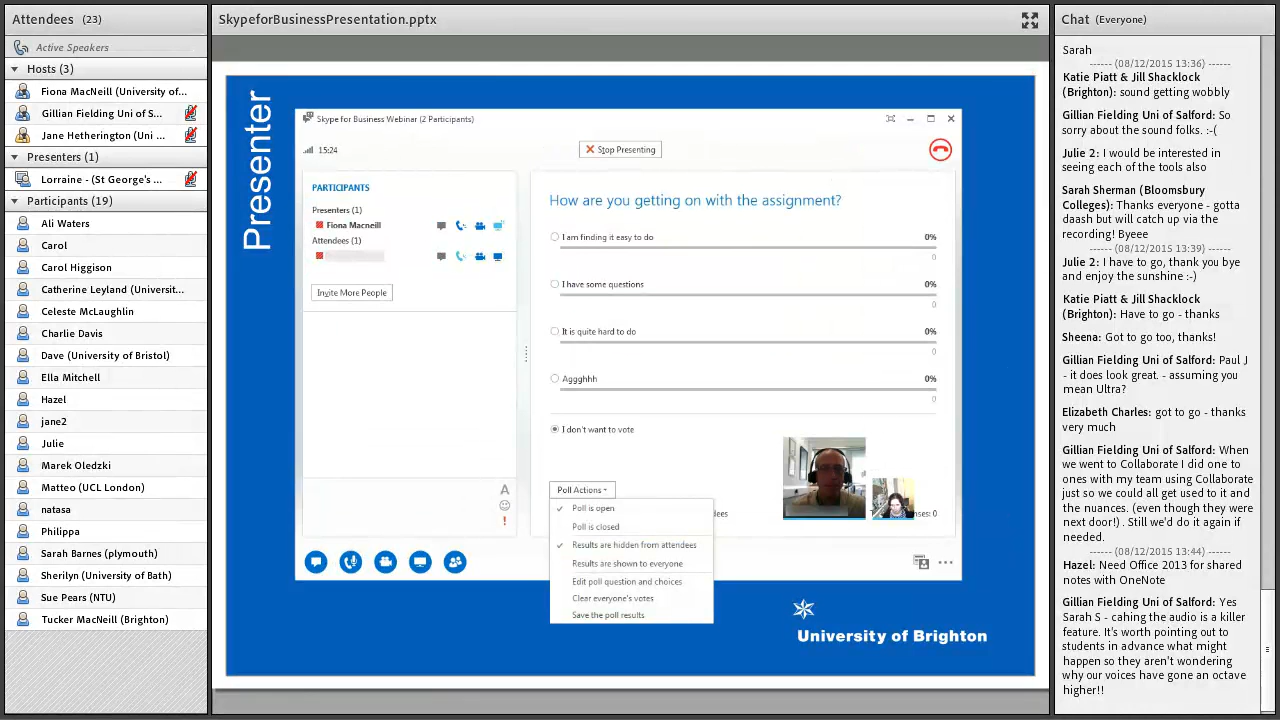 Attendees (23)
Active Speakers
Hosts (3)
Fiona MacNeill (University of...
Gillian Fielding Uni of S...
Jane Hetherington (Uni ...
Presenters (1)
Lorraine - (St George's ...
Participants (19)
Ali Waters
Carol
Carol Higgison
Catherine Leyland (Universit...
Celeste McLaughlin
Charlie Davis
Dave (University of Bristol)
Ella Mitchell
Hazel
jane2
Julie
Marek Oledzki
Matteo (UCL London)
natasa
Philippa
Sarah Barnes (plymouth)
Sherilyn (University of Bath)
Sue Pears (NTU)
Tucker MacNeill (Brighton)
SkypeforBusinessPresentation.pptx
Presenter
Skype for Business Webinar (2 Participants)
15:24
Stop Presenting
PARTICIPANTS
Presenters (1)
Fiona Macneill
Attendees (1)
Invite More People
A
!
How are you getting on with the assignment?
I am finding it easy to do 0%
0
I have some questions 0%
0
It is quite hard to do 0%
0
Aggghhh 0%
0
I don't want to vote
Poll Actions
Poll is open
Poll is closed
Results are hidden from attendees
Results are shown to everyone
Edit poll question and choices
Clear everyone's votes
Save the poll results
University of Brighton
Chat (Everyone)
Sarah
------ (08/12/2015 13:36) ------
Katie Piatt & Jill Shacklock
(Brighton): sound getting wobbly
Gillian Fielding Uni of Salford: So
sorry about the sound folks. :-(
Julie 2: I would be interested in
seeing each of the tools also
Sarah Sherman (Bloomsbury
Colleges): Thanks everyone - gotta
daash but will catch up via the
recording! Byeee
------ (08/12/2015 13:39) ------
Julie 2: I have to go, thank you bye
and enjoy the sunshine :-)
Katie Piatt & Jill Shacklock
(Brighton): Have to go - thanks
Sheena: Got to go too, thanks!
Gillian Fielding Uni of Salford: Paul J
- it does look great. - assuming you
mean Ultra?
Elizabeth Charles: got to go - thanks
very much
Gillian Fielding Uni of Salford: When
we went to Collaborate I did one to
ones with my team using Collaborate
just so we could all get used to it and
the nuances. (even though they were
next door!). Still we'd do it again if
needed.
------ (08/12/2015 13:44) ------
Hazel: Need Office 2013 for shared
notes with OneNote
Gillian Fielding Uni of Salford: Yes
Sarah S - cahing the audio is a killer
feature. It's worth pointing out to
students in advance what might
happen so they aren't wondering
why our voices have gone an octave
higher!!